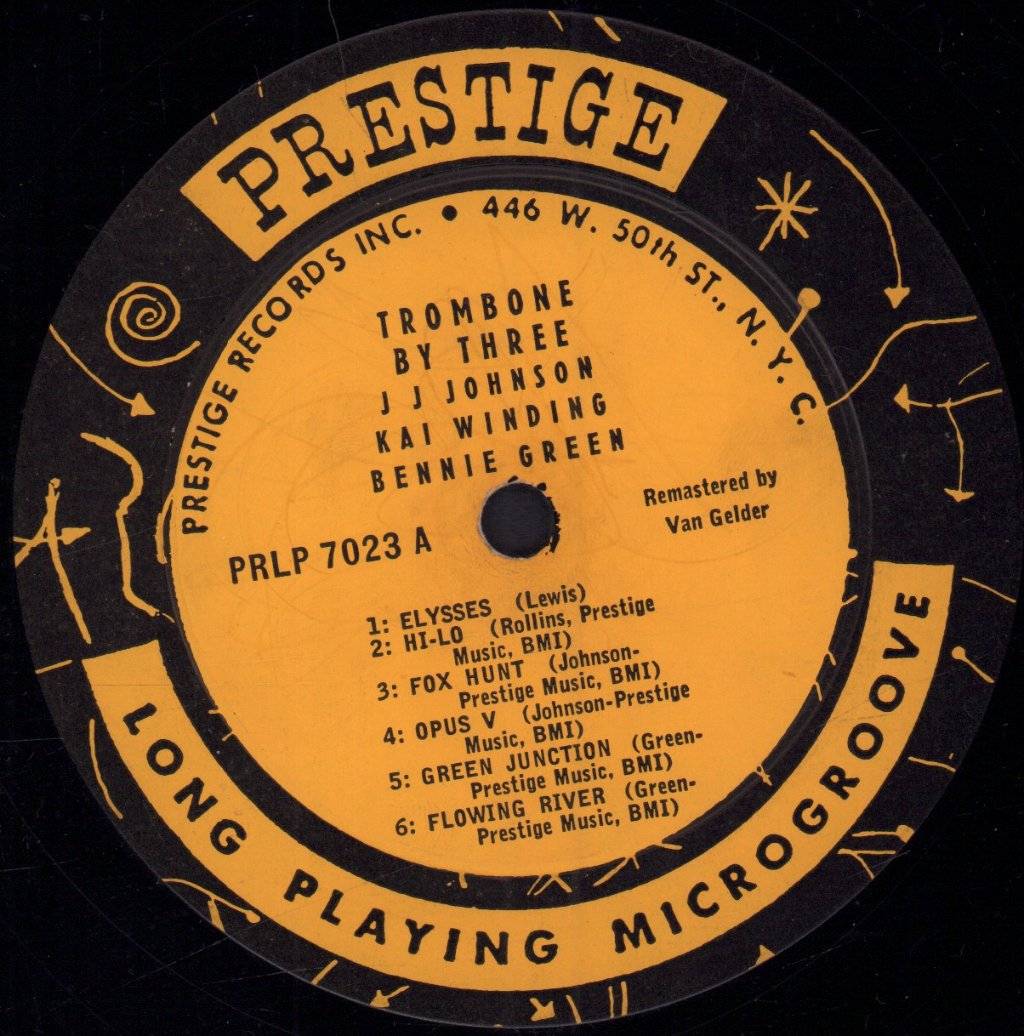 PRESTIGE
PRESTIGE RECORDS INC. • 446 W. 50th ST., N.Y.C.
TROMBONE
BY THREE
J J JOHNSON
KAI WINDING
BENNIE GREEN
Remastered by
Van Gelder
PRLP 7023 A
1: ELYSSES (Lewis)
2: HI-LO (Rollins, Prestige
Music, BMI)
3: FOX HUNT (Johnson-
Prestige Music, BMI)
4: OPUS V (Johnson-Prestige
Music, BMI)
5: GREEN JUNCTION (Green-
Prestige Music, BMI)
6: FLOWING RIVER (Green-
Prestige Music, BMI)
LONG PLAYING MICROGROOVE